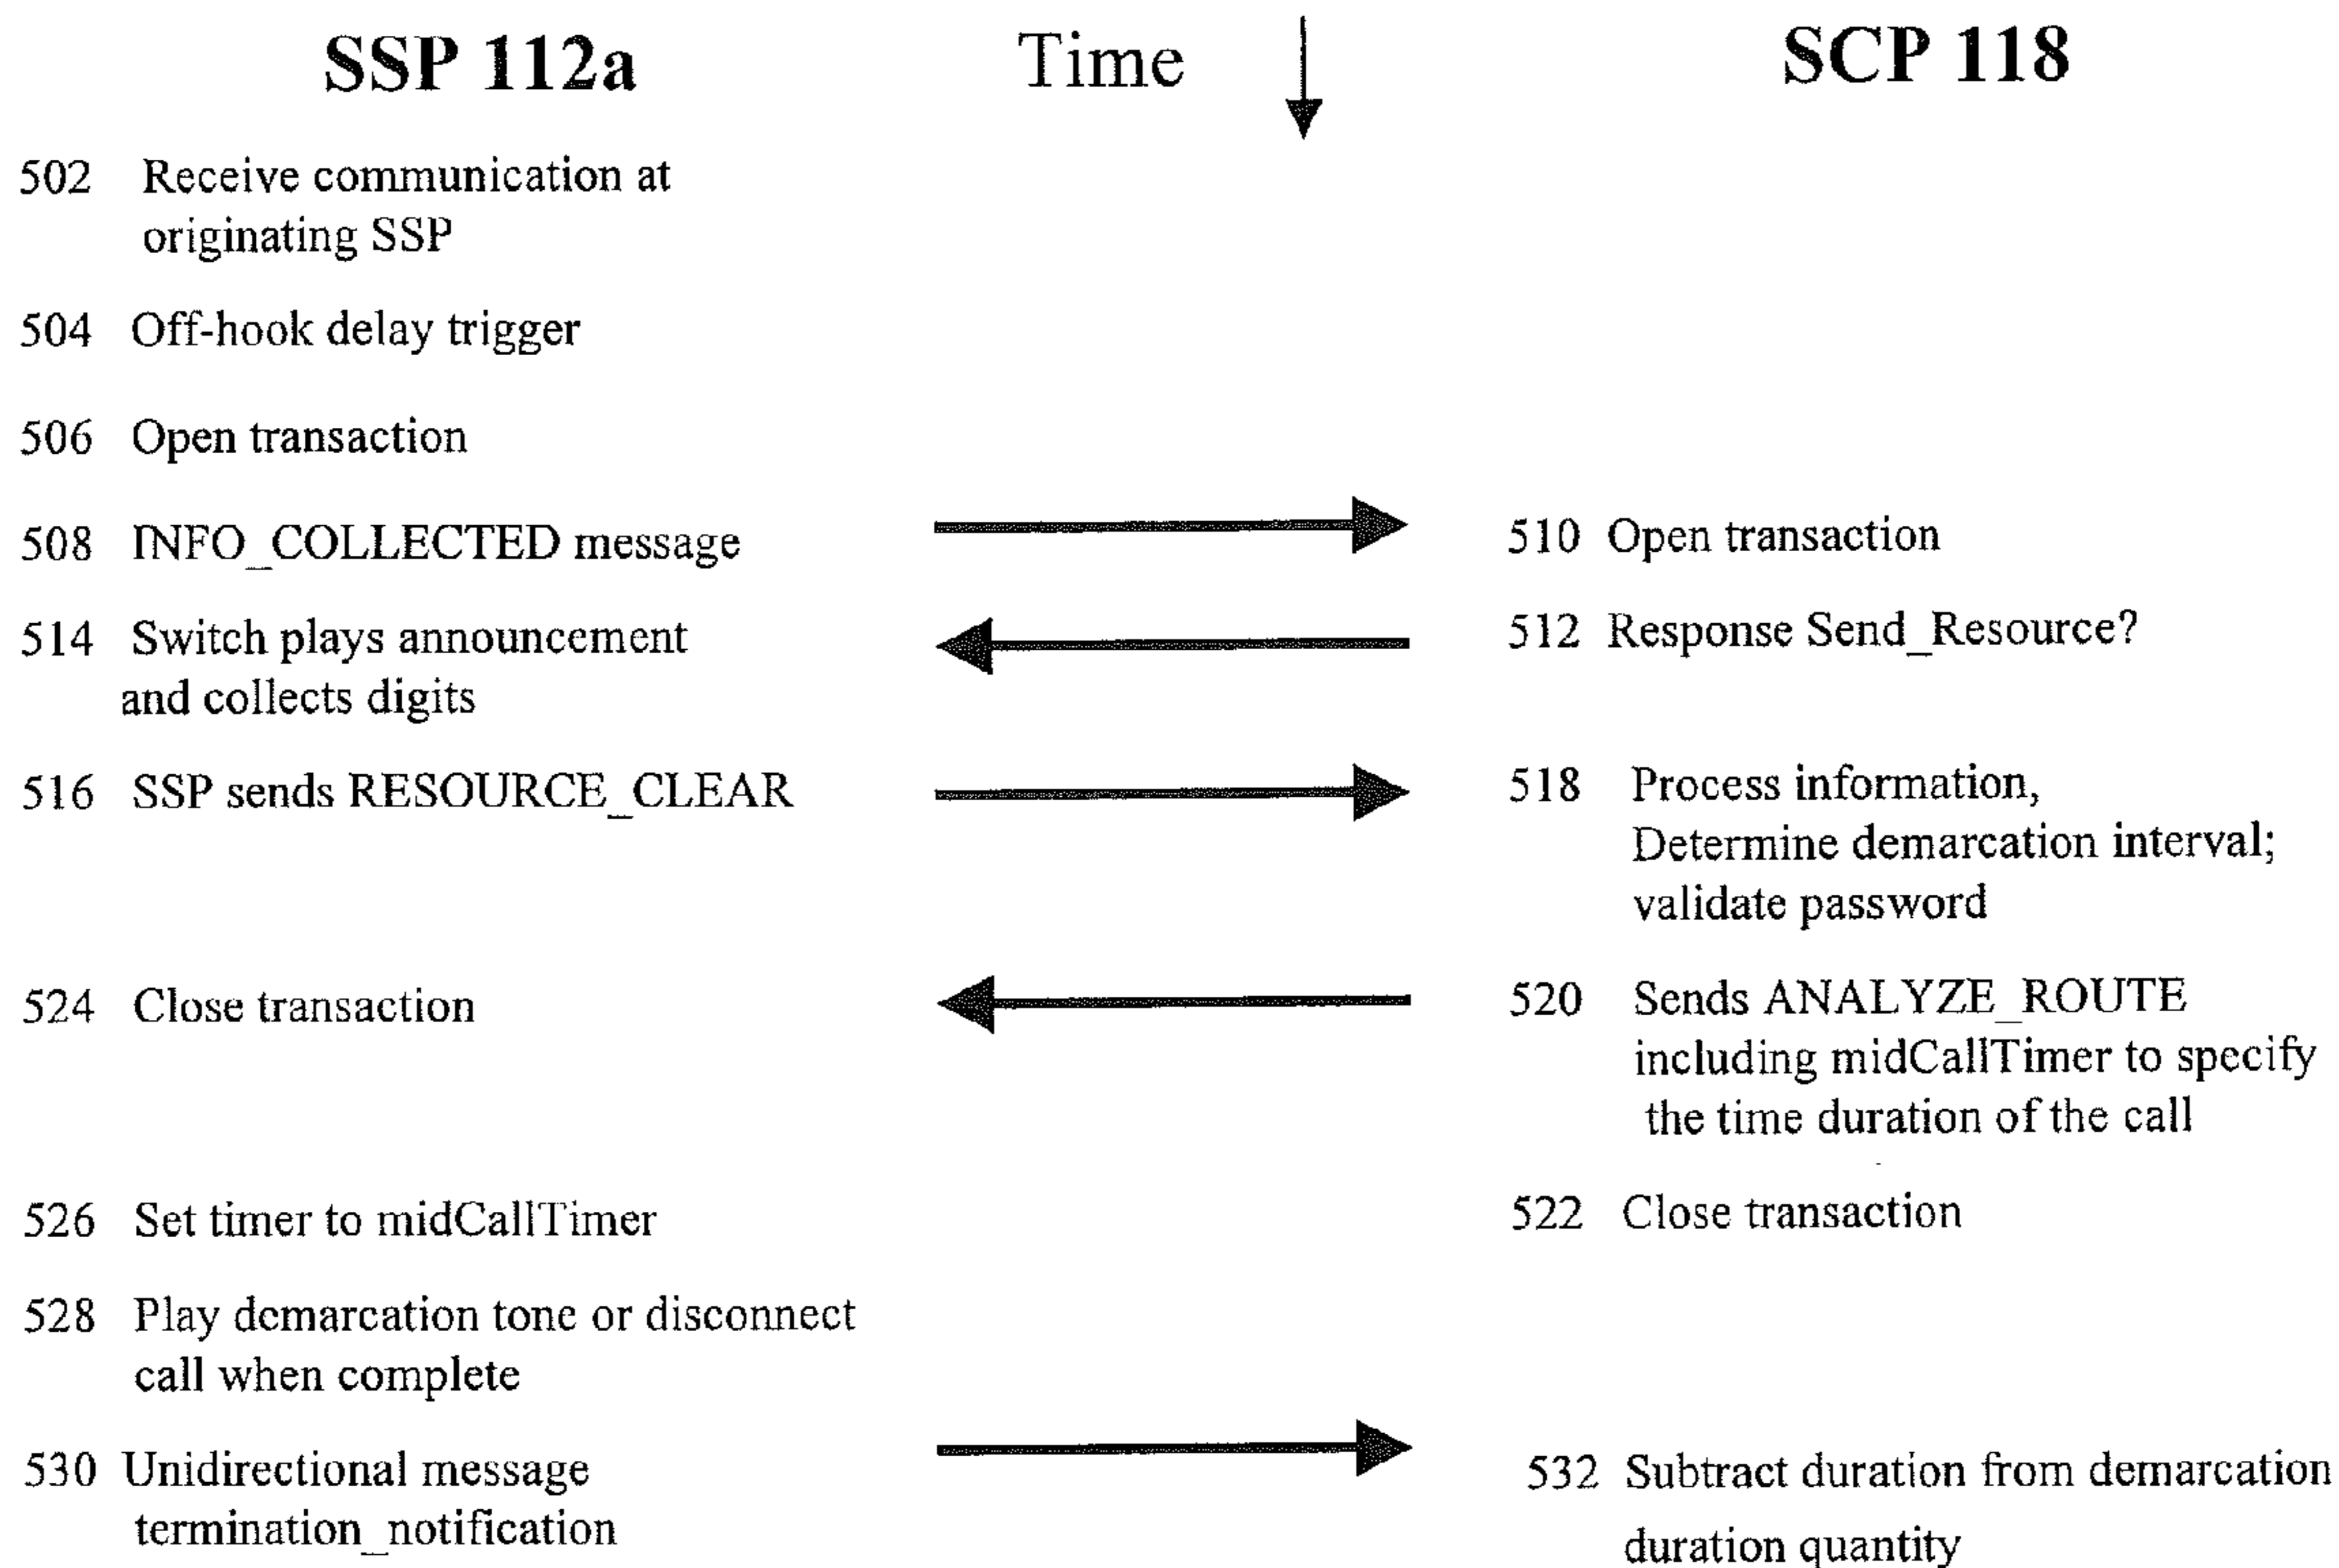 SSP 112a
Time
SCP 118
502 Receive communication at
originating SSP
504 Off-hook delay trigger
506 Open transaction
508 INFO_COLLECTED message
510 Open transaction
514 Switch plays announcement
and collects digits
512 Response Send_Resource?
516 SSP sends RESOURCE_CLEAR
518 Process information,
Determine demarcation interval;
validate password
524 Close transaction
520 Sends ANALYZE_ROUTE
including midCallTimer to specify
the time duration of the call
526 Set timer to midCallTimer
522 Close transaction
528 Play demarcation tone or disconnect
call when complete
530 Unidirectional message
termination_notification
532 Subtract duration from demarcation
duration quantity